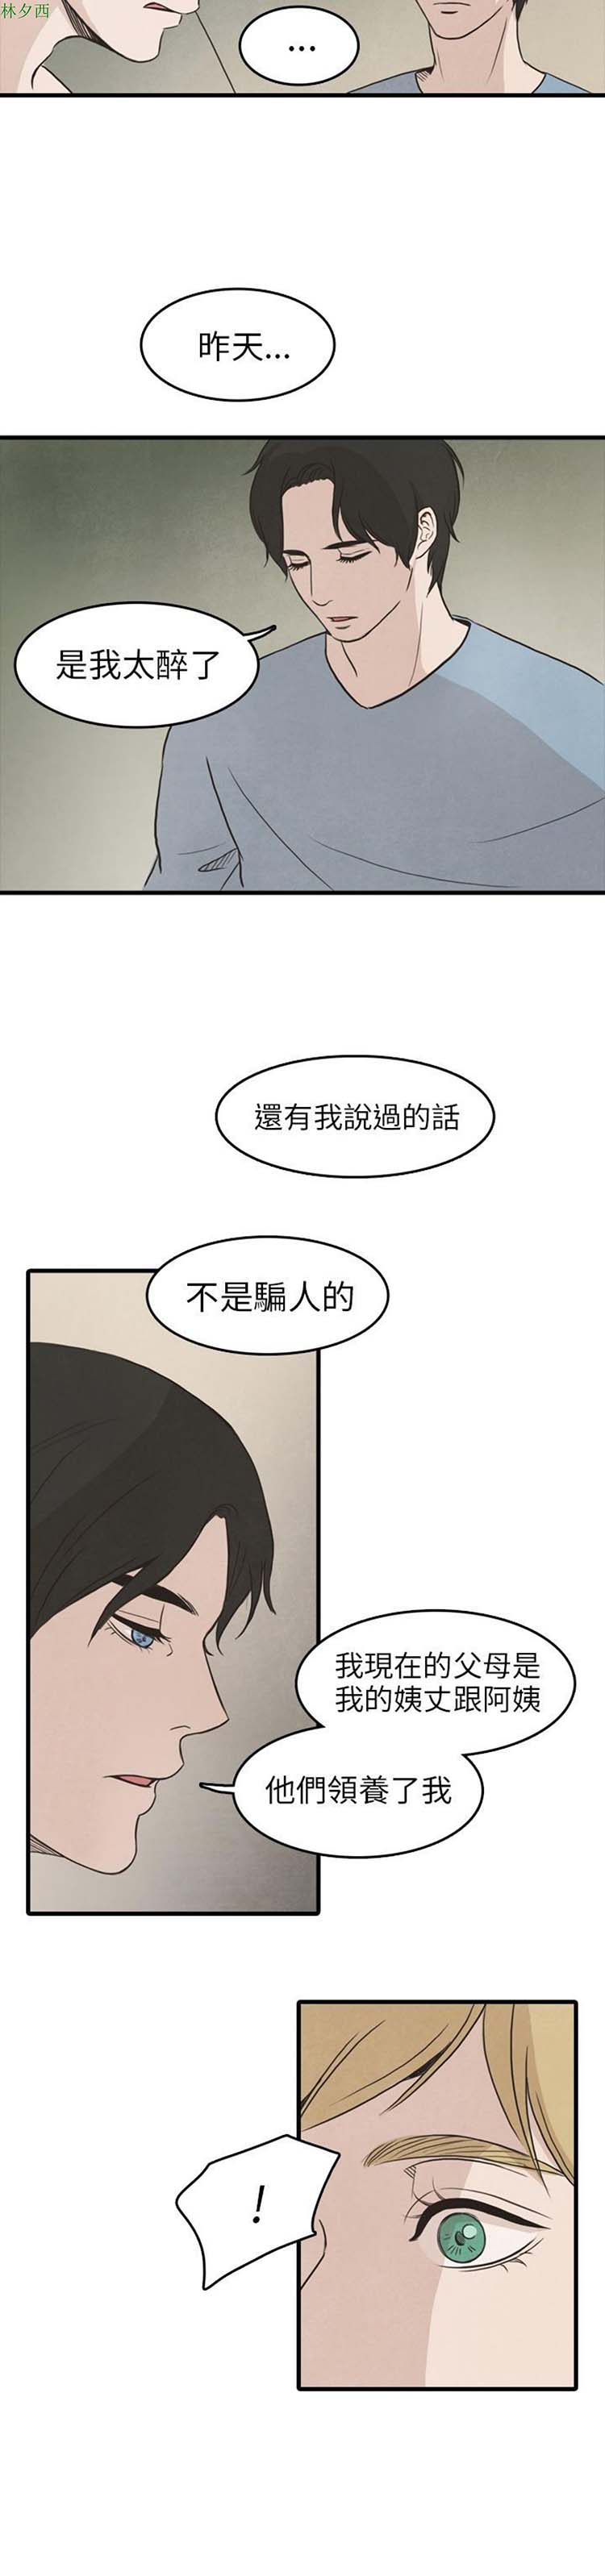 林夕西
...
昨天...
是我太醉了
還有我說過的話
不是騙人的
我現在的父母是
我的姨丈跟阿姨
他們領養了我
!